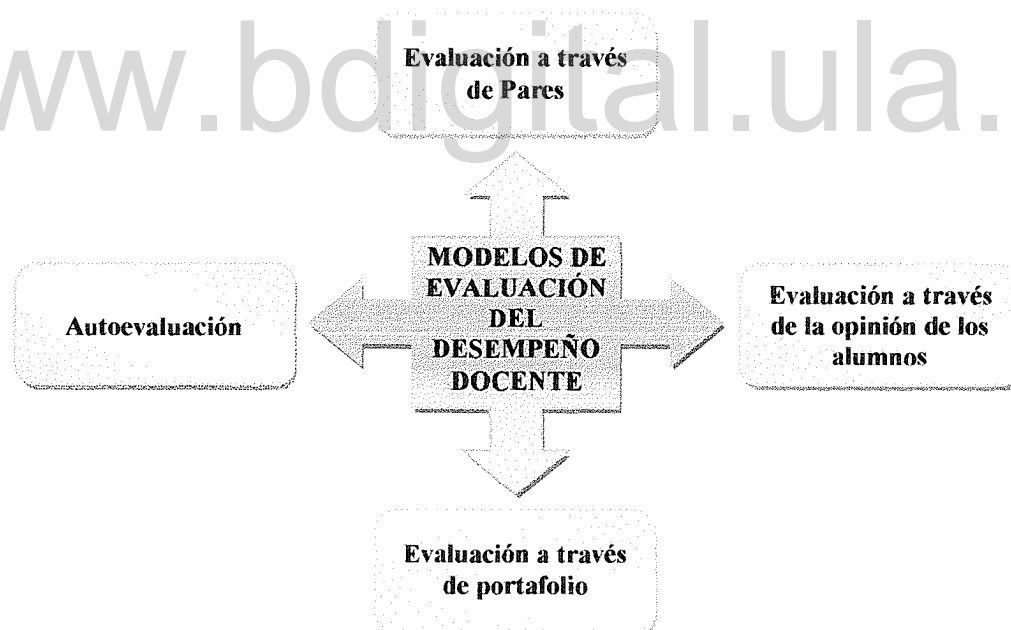 www.bdigital.ula.
Evaluación a través
de Pares
MODELOS DE
EVALUACIÓN
DEL
DESEMPEÑO
DOCENTE
Autoevaluación
Evaluación a través
de la opinión de los
alumnos
Evaluación a través
de portafolio